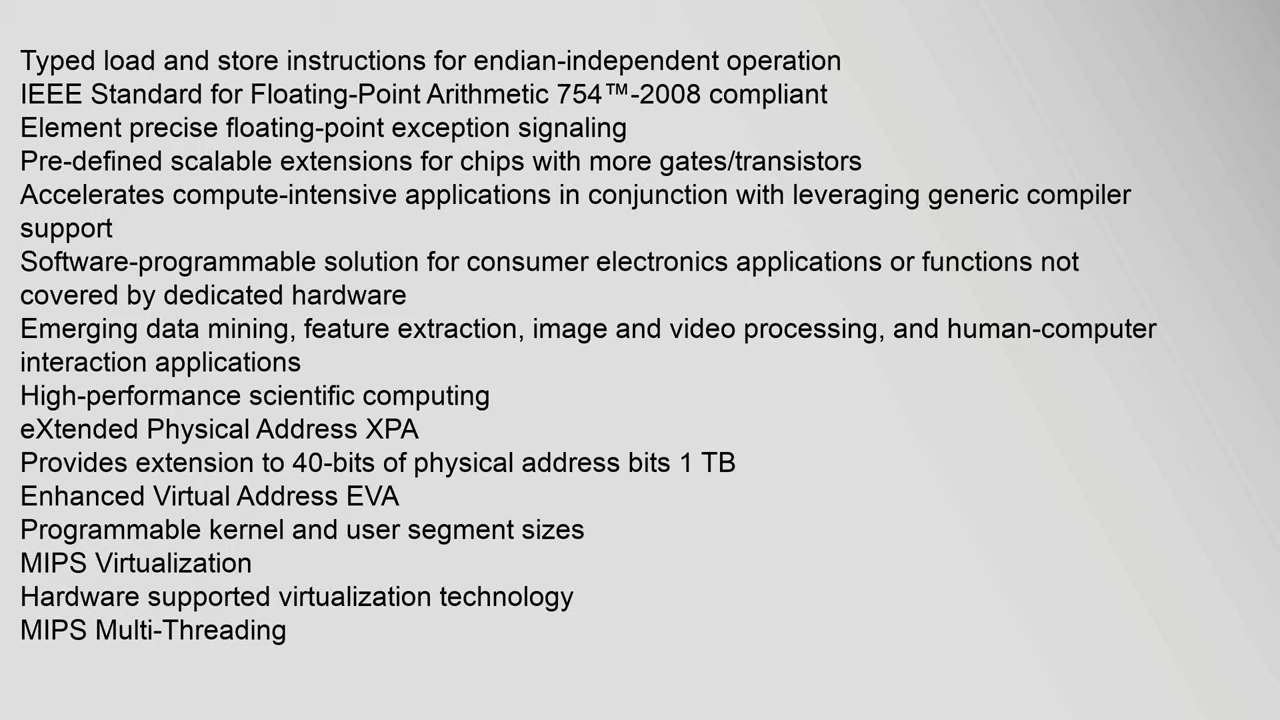 Typed load and store instructions for endian-independent operation
IEEE Standard for Floating-Point Arithmetic 754™-2008 compliant
Element precise floating-point exception signaling
Pre-defined scalable extensions for chips with more gates/transistors
Accelerates compute-intensive applications in conjunction with leveraging generic compiler
support
Software-programmable solution for consumer electronics applications or functions not
covered by dedicated hardware
Emerging data mining, feature extraction, image and video processing, and human-computer
interaction applications
High-performance scientific computing
eXtended Physical Address XPA
Provides extension to 40-bits of physical address bits 1 TB
Enhanced Virtual Address EVA
Programmable kernel and user segment sizes
MIPS Virtualization
Hardware supported virtualization technology
MIPS Multi-Threading